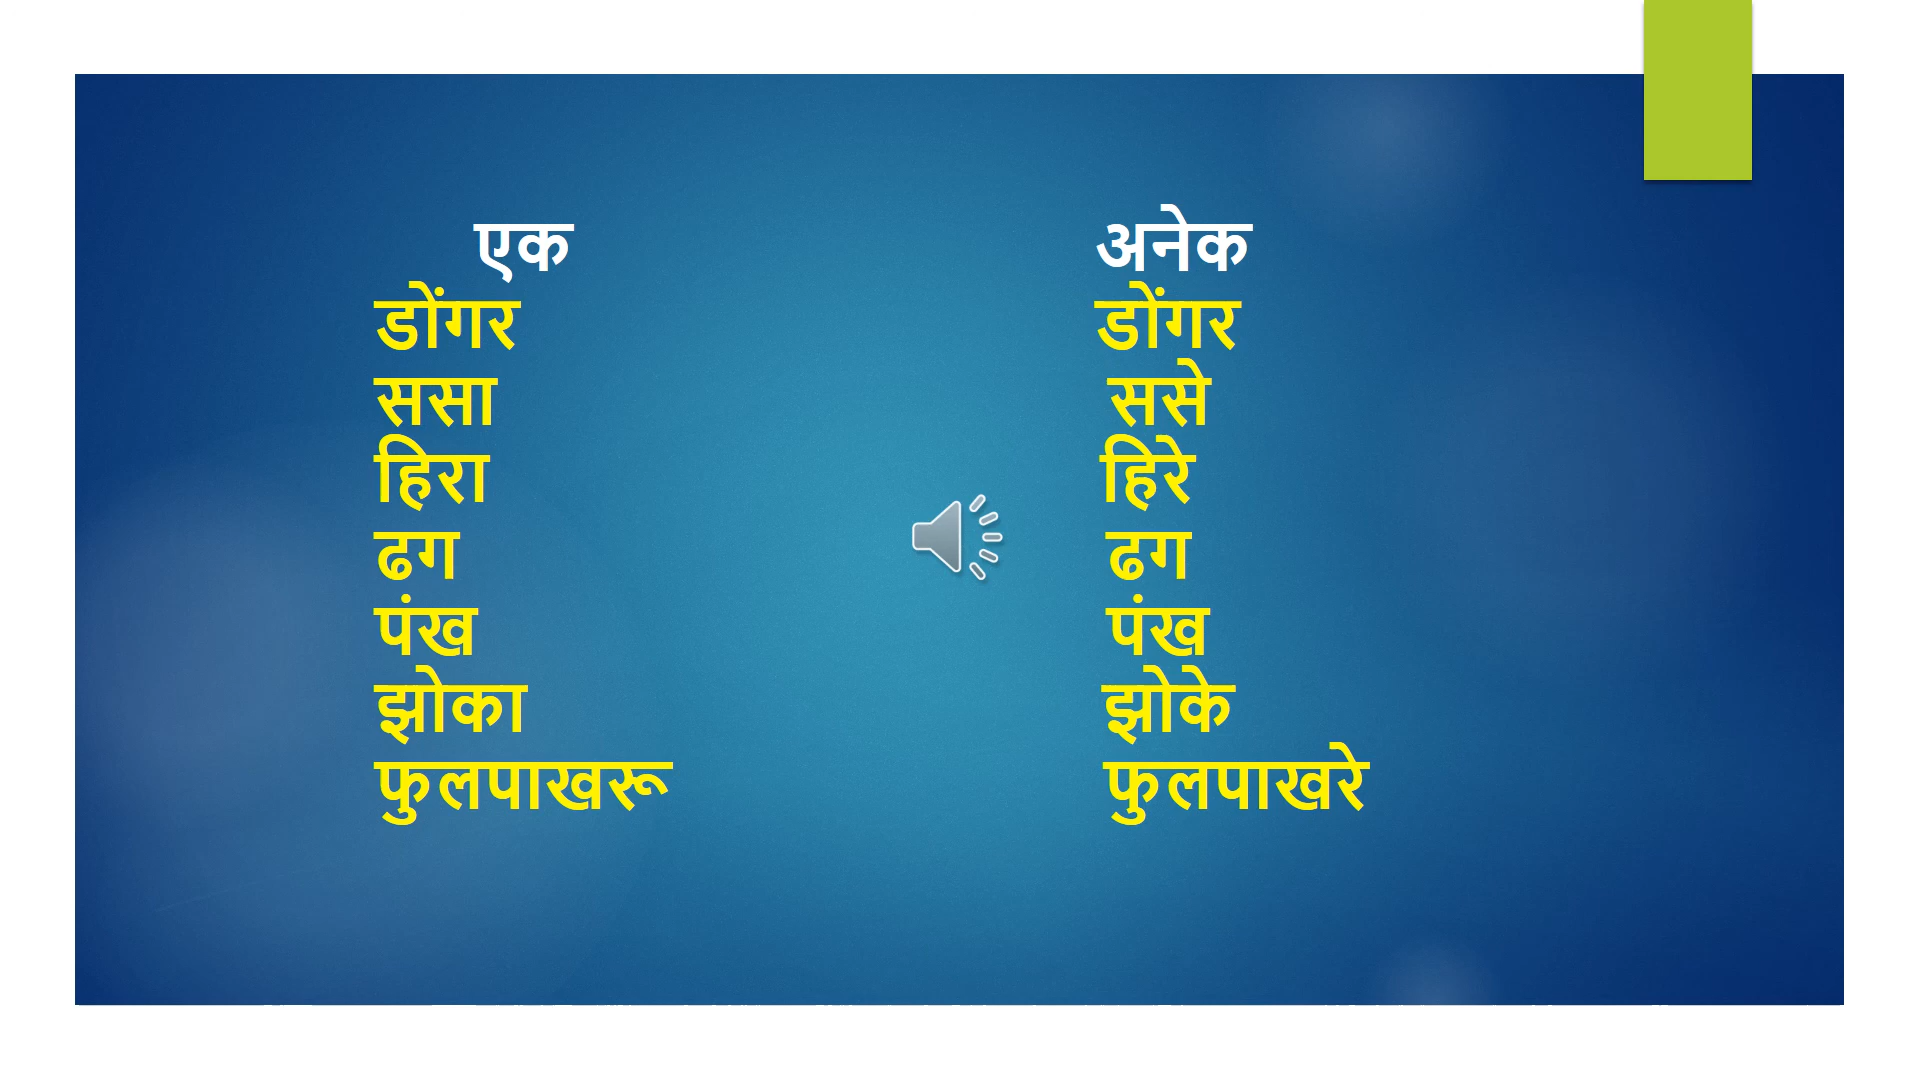 एक अनेक
डोंगर डोंगर
ससा ससे
हिरा हिरे
ढग ढग
पंख पंख
झोका झोके
फुलपाखरू फुलपाखरे